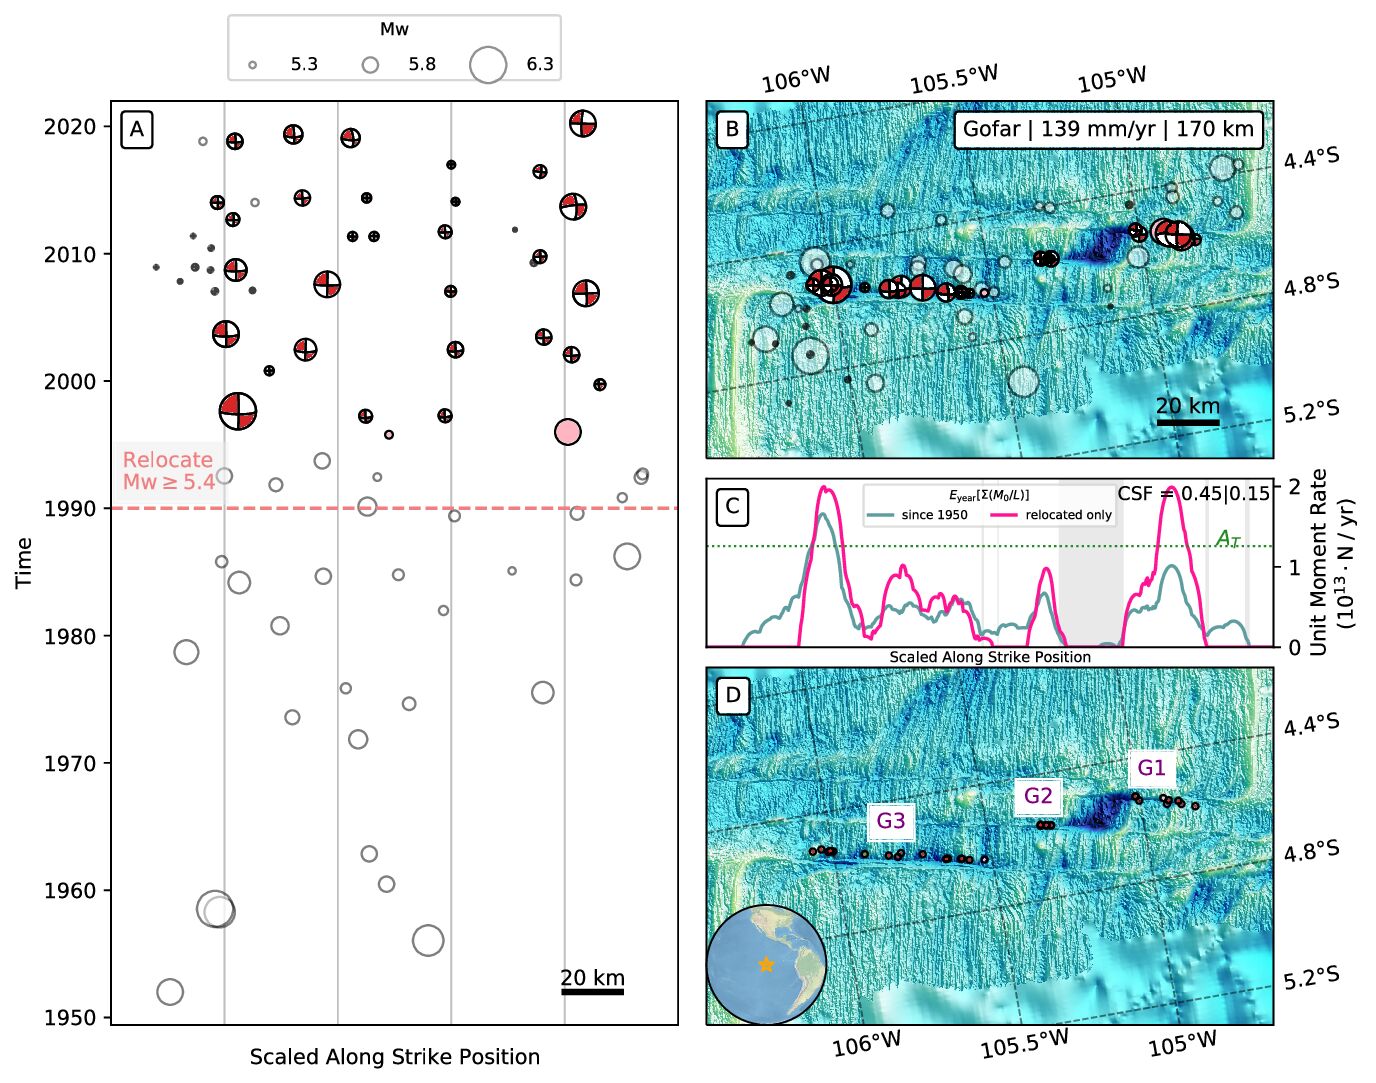 Mw
5.3 5.8 6.3
A
2020
2010
2000
1990
1980
1970
1960
1950
Time
Relocate
Mw ≥ 5.4
20 km
Scaled Along Strike Position
106°W 105.5°W 105°W
B
Gofar | 139 mm/yr | 170 km
4.4°S
4.8°S
5.2°S
20 km
C
E_year[Σ(M₀/L)]
since 1950 relocated only
CSF = 0.45|0.15
A_T
2
1
0
Unit Moment Rate
(10¹³ · N / yr)
Scaled Along Strike Position
D
G1
G2
G3
4.4°S
4.8°S
5.2°S
106°W 105.5°W 105°W